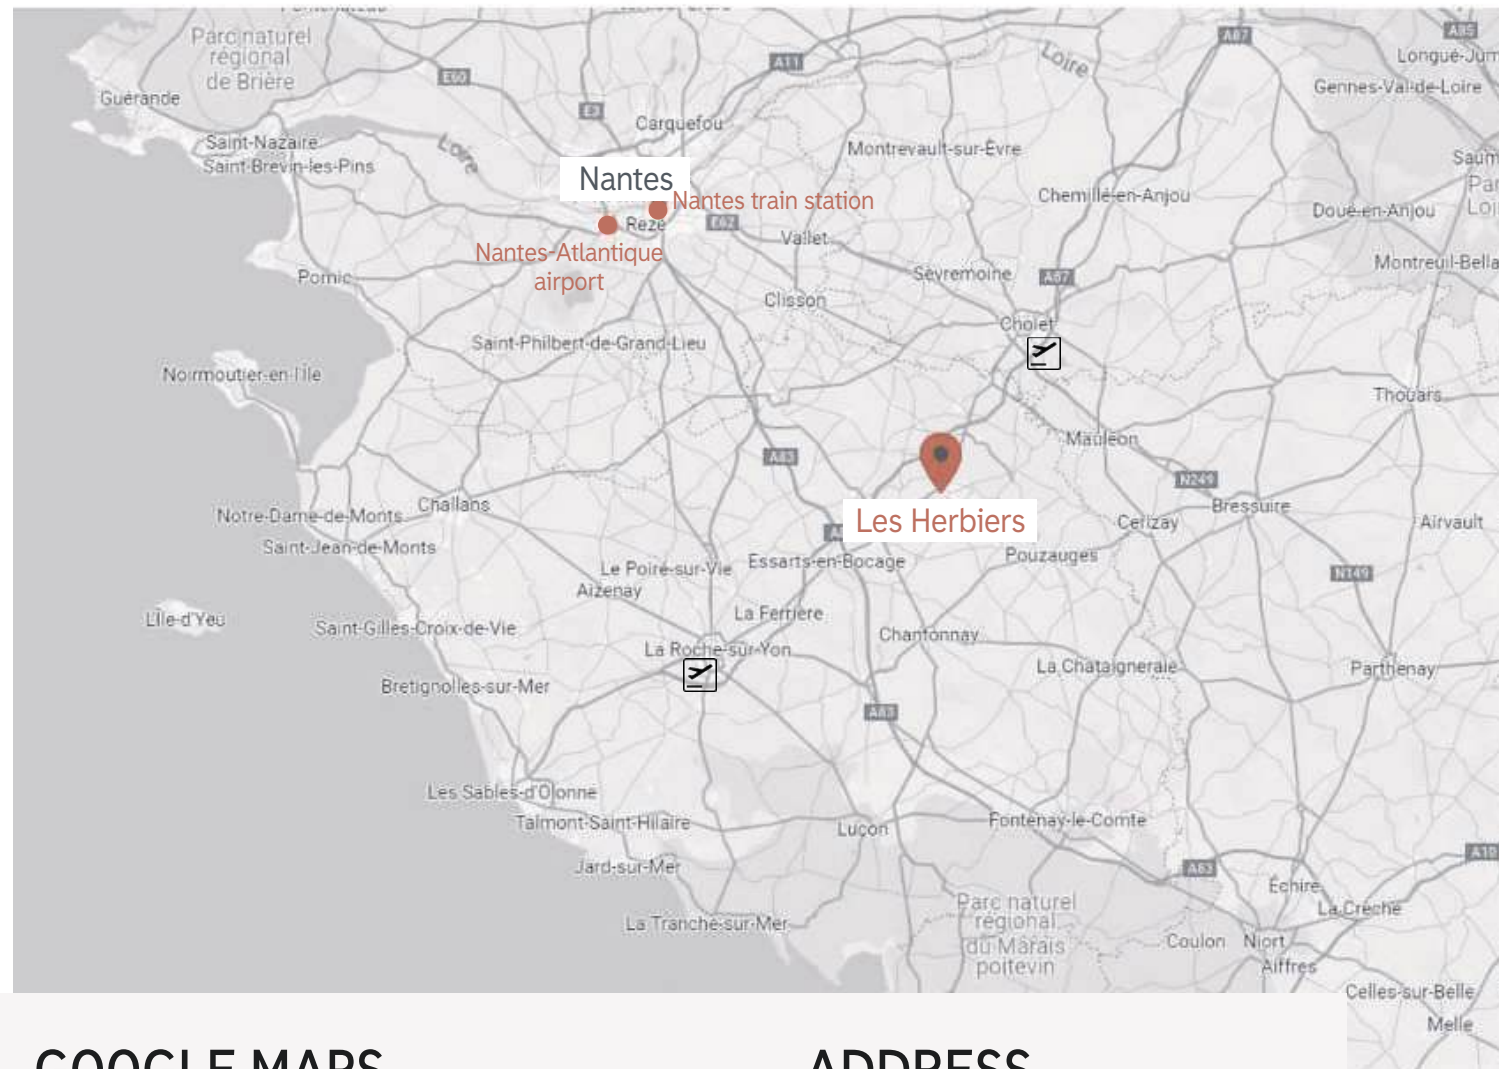 Parc naturel
régional
de Brière
A11
A87
A85
Longué-Jum
Loire
E60
Gennes-Val-de-Loire
Guérande
E3
Carquefou
Saint-Nazaire
Loire
Montrevault-sur-Èvre
Saint-Brevin-les-Pins
Saum
Nantes
Par
Loi
Nantes train station
Chemillé-en-Anjou
Doué-en-Anjou
Rezé
E62
Vallet
Nantes-Atlantique
airport
Montreuil-Bella
Pornic
Sèvremoine
A87
Clisson
Cholet
Saint-Philbert-de-Grand-Lieu
Noirmoutier-en-l'Île
Thouars
Mauléon
A83
N249
Challans
Bressuire
Notre-Dame-de-Monts
Les Herbiers
Cerizay
Airvault
Saint-Jean-de-Monts
Pouzauges
Essarts-en-Bocage
Le Poiré-sur-Vie
N149
Aizenay
La Ferrière
L'Île-d'Yeu
Saint-Gilles-Croix-de-Vie
Chantonnay
La Roche-sur-Yon
La Châtaigneraie
Parthenay
Bretignolles-sur-Mer
A83
Les Sables-d'Olonne
Talmont-Saint-Hilaire
Luçon
Fontenay-le-Comte
A10
Jard-sur-Mer
A83
Échiré
Parc naturel
régional
du Marais
poitevin
La Crèche
La Tranche-sur-Mer
Coulon
Niort
Aiffres
Celles-sur-Belle
Melle
GOOGLE MAPS
ADDRESS